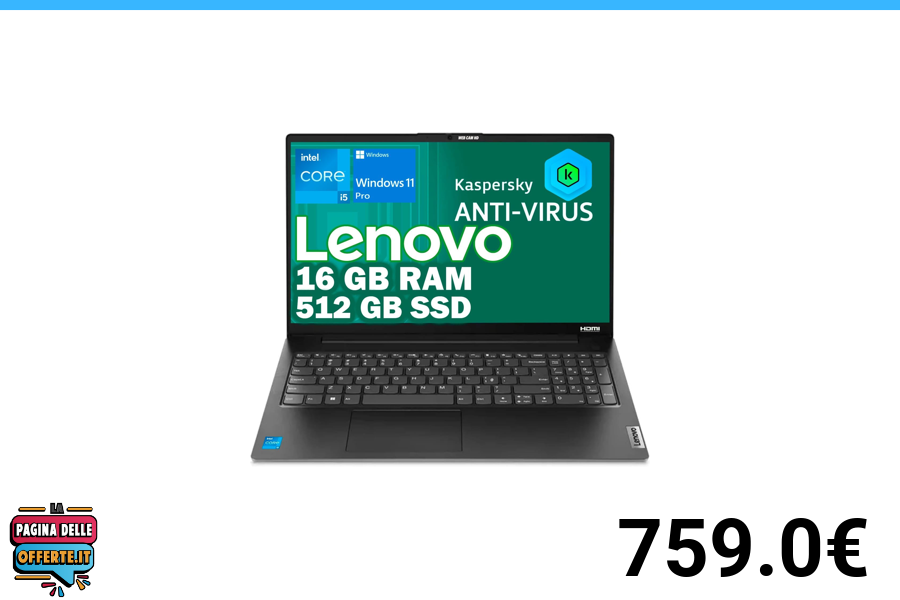 WEB CAM HD
intel
CORE
i5
Windows
Windows 11
Pro
Kaspersky
ANTI-VIRUS
Lenovo
16 GB RAM
512 GB SSD
HDMI
Lenovo
LA
PAGINA DELLE
OFFERTE.IT
759.0€